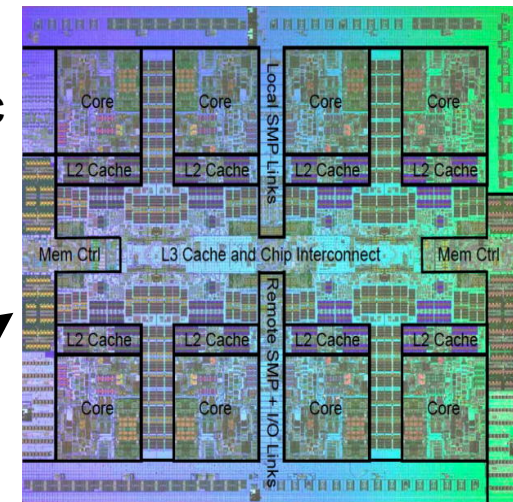 c
Core Core Core Core
Local SMP Links
L2 Cache L2 Cache L2 Cache L2 Cache
Mem Ctrl L3 Cache and Chip Interconnect Mem Ctrl
Remote SMP + I/O Links
L2 Cache L2 Cache L2 Cache L2 Cache
Core Core Core Core